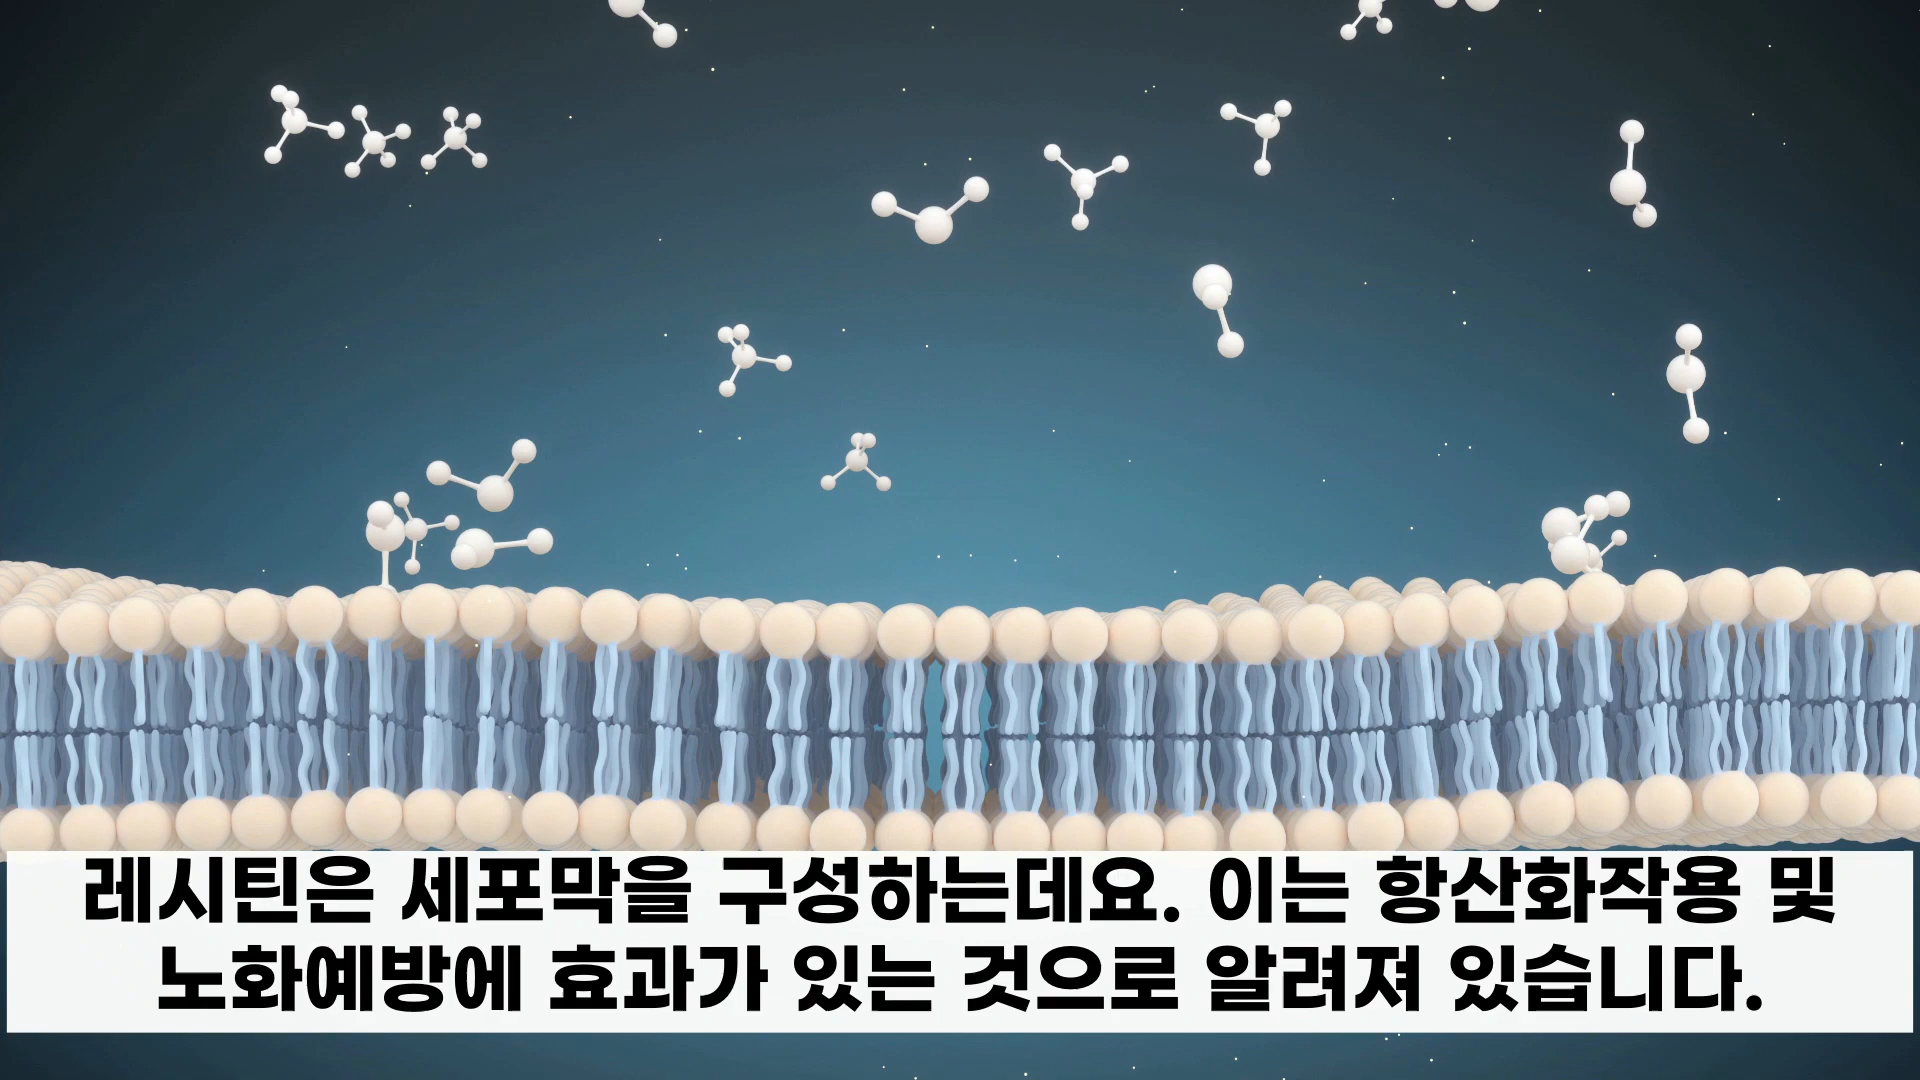 레시틴은 세포막을 구성하는데요. 이는 항산화작용 및
노화예방에 효과가 있는 것으로 알려져 있습니다.